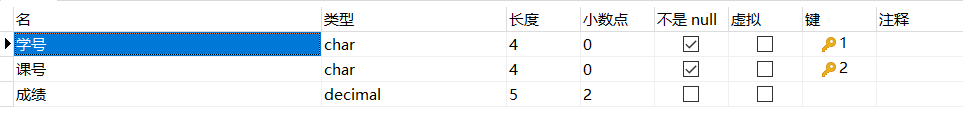 名 类型 长度 小数点 不是 null 虚拟 键 注释
学号 char 4 0 1
课号 char 4 0 2
成绩 decimal 5 2